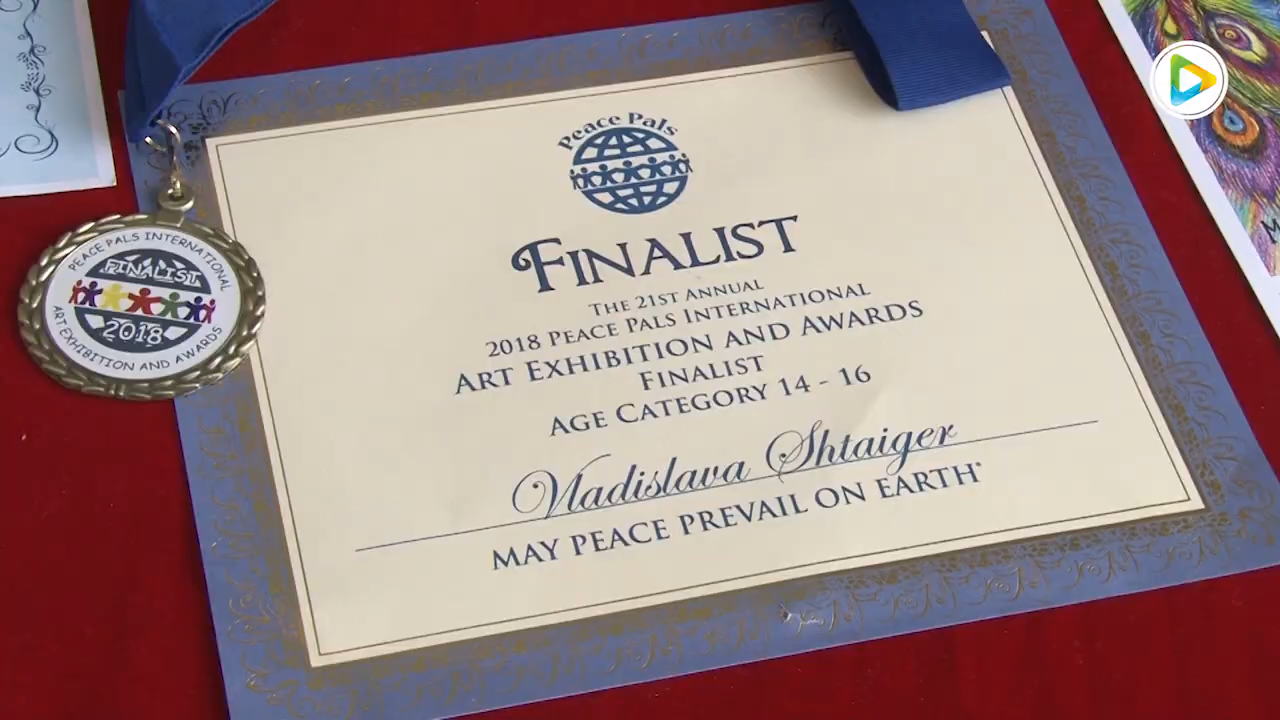 Peace Pals
FINALIST
THE 21ST ANNUAL
2018 PEACE PALS INTERNATIONAL
ART EXHIBITION AND AWARDS
FINALIST
AGE CATEGORY 14 - 16
Vladislava Shtaiger
MAY PEACE PREVAIL ON EARTH
PEACE PALS INTERNATIONAL
FINALIST
2018
ART EXHIBITION AND AWARDS